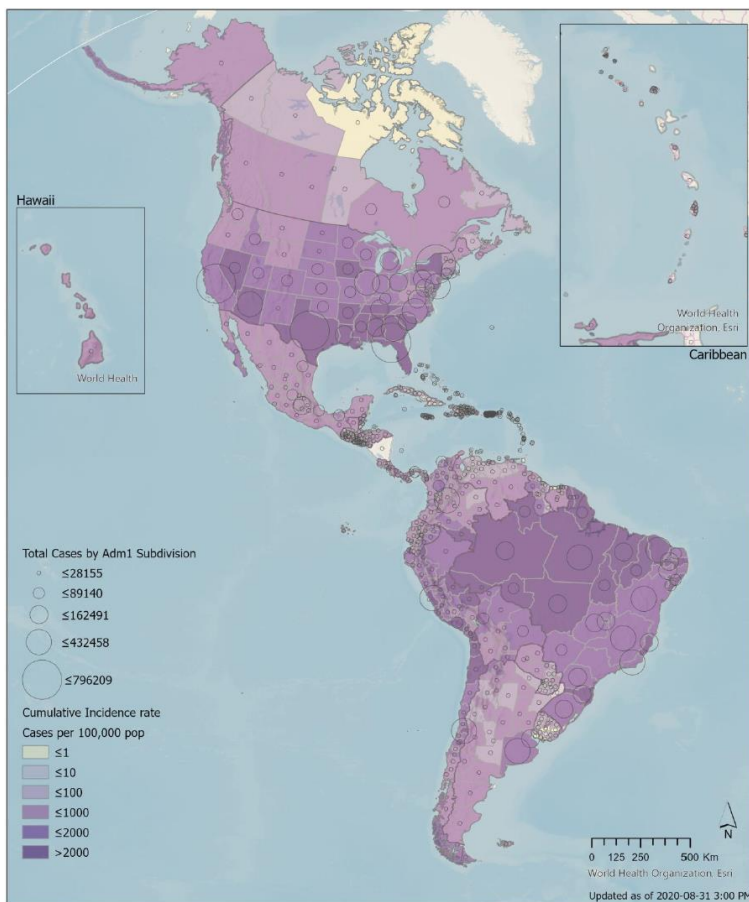 Hawaii
World Health
World Health
Organization, Esri
Caribbean
Total Cases by Adm1 Subdivision
≤28155
≤89140
≤162491
≤432458
≤796209
Cumulative Incidence rate
Cases per 100,000 pop
≤1
≤10
≤100
≤1000
≤2000
>2000
N
0 125 250 500 Km
World Health Organization, Esri
Updated as of 2020-08-31 3:00 PM